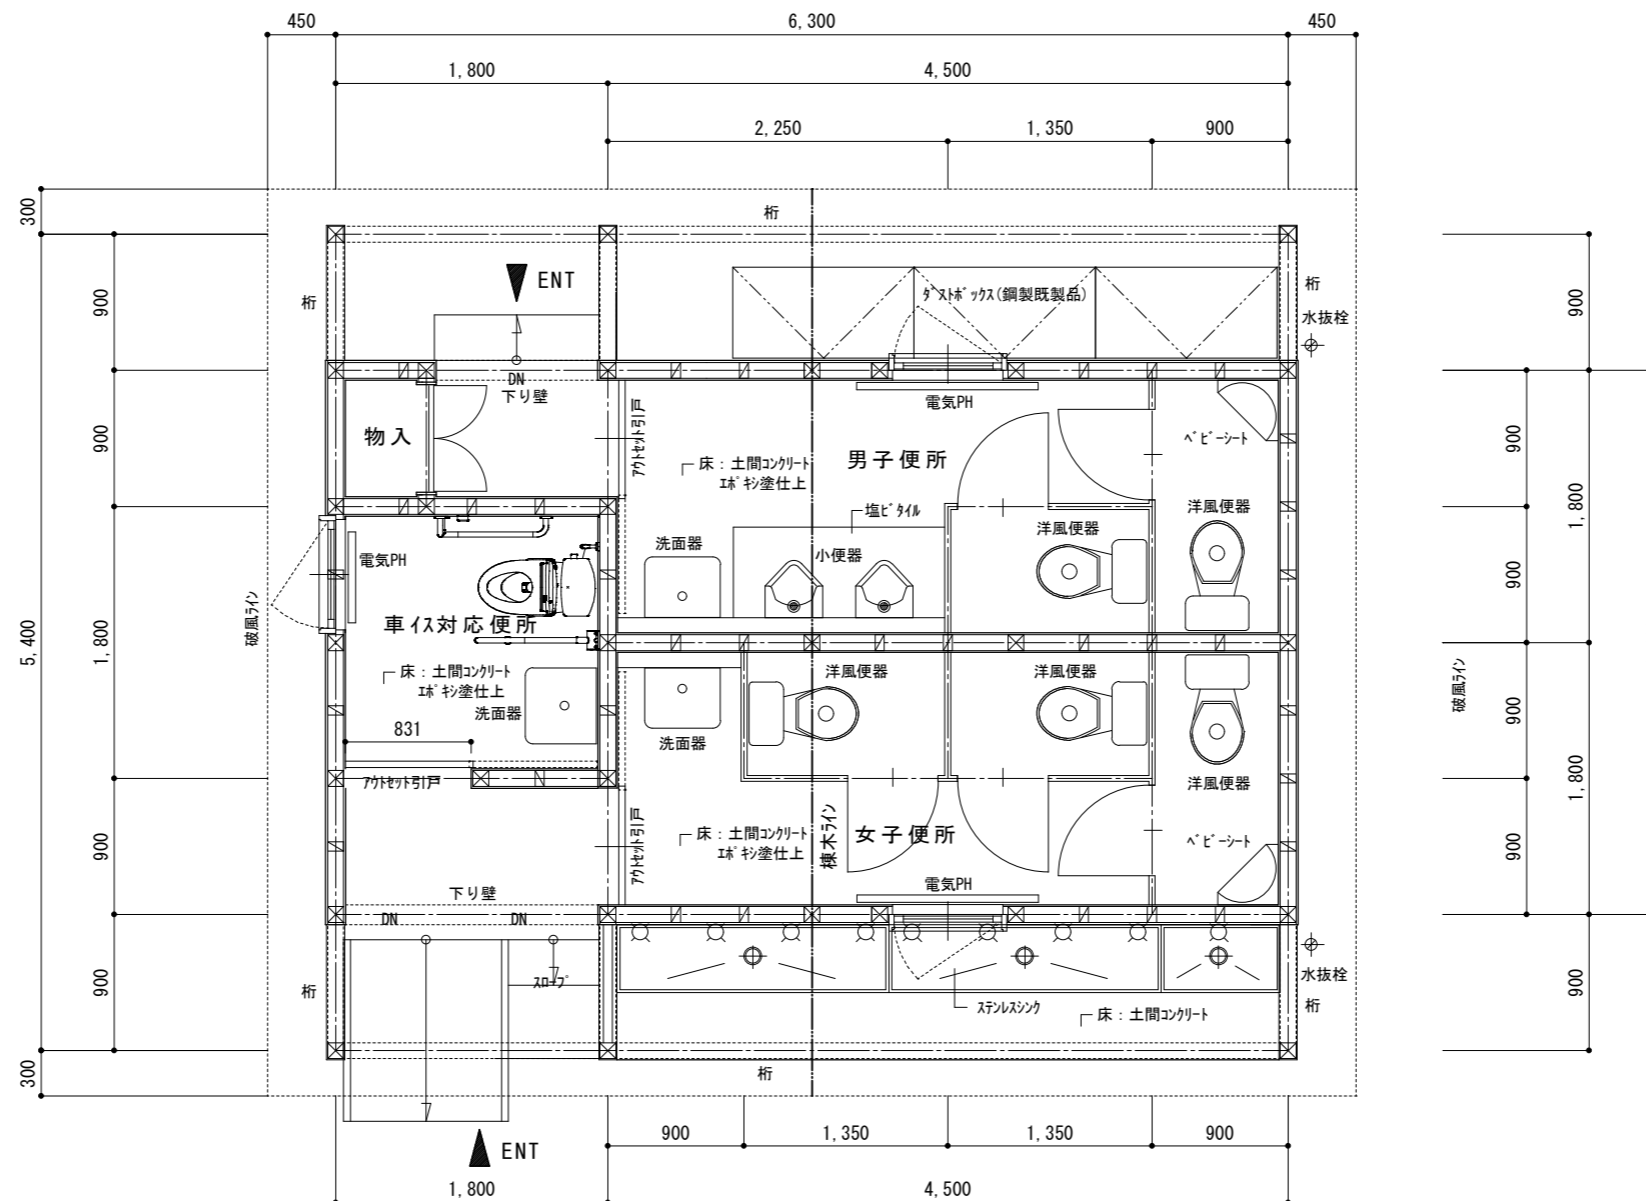 450
6,300
450
1,800
4,500
2,250
1,350
900
300
桁
900
桁
ENT
ダストボックス(鋼製既製品)
桁
水抜栓
900
DN
下り壁
電気PH
900
物入
アウトセット引戸
床：土間コンクリート
エポキシ塗仕上
男子便所
ベビーシート
900
1,800
塩ビタイル
洋風便器
洋風便器
電気PH
洗面器
小便器
900
破風ライン
車イス対応便所
5,400
1,800
床：土間コンクリート
エポキシ塗仕上
洗面器
洋風便器
洋風便器
破風ライン
900
831
洗面器
アウトセット引戸
洋風便器
1,800
アウトセット引戸
床：土間コンクリート
エポキシ塗仕上
棟木ライン
女子便所
ベビーシート
900
900
下り壁
電気PH
DN
DN
900
桁
スロープ
ステンレスシンク
床：土間コンクリート
水抜栓
桁
900
300
桁
ENT
900
1,350
1,350
900
1,800
4,500